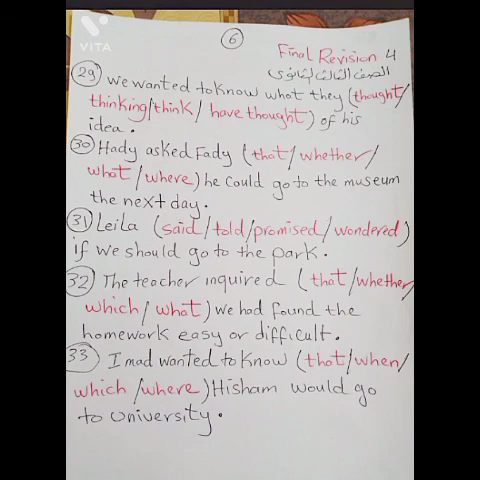 6
Final Revision 4
الصف الثالث الثانوى
VITA
29) we wanted to know what they (thought/
thinking/think/ have thought) of his
idea.
30) Hady asked Fady (that/whether/
what/where) he could go to the museum
the next day.
31) Leila (said/told/promised/wondered)
if we should go to the park.
32) The teacher inquired (that/whether/
which/what) we had found the
homework easy or difficult.
33) Imad wanted to know (that/when/
which/where) Hisham would go
to university.